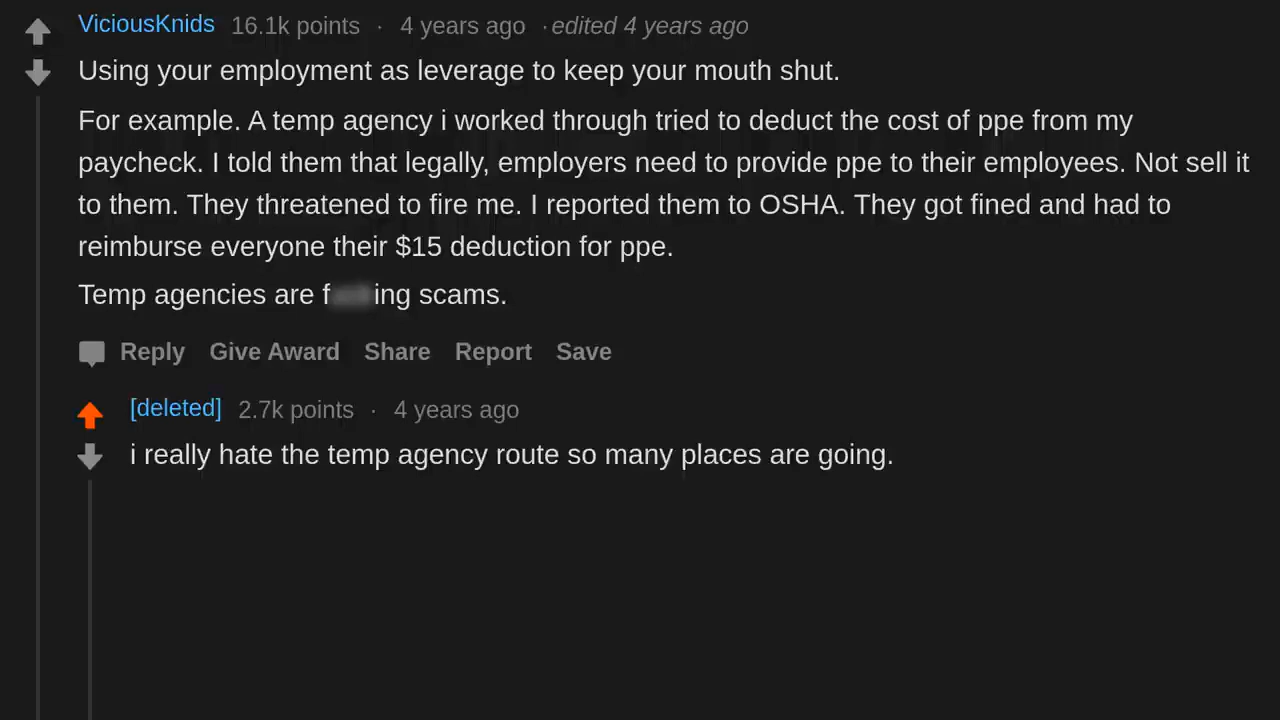 ViciousKnids 16.1k points · 4 years ago · edited 4 years ago
Using your employment as leverage to keep your mouth shut.
For example. A temp agency i worked through tried to deduct the cost of ppe from my
paycheck. I told them that legally, employers need to provide ppe to their employees. Not sell it
to them. They threatened to fire me. I reported them to OSHA. They got fined and had to
reimburse everyone their $15 deduction for ppe.
Temp agencies are f ing scams.
Reply Give Award Share Report Save
[deleted] 2.7k points · 4 years ago
i really hate the temp agency route so many places are going.